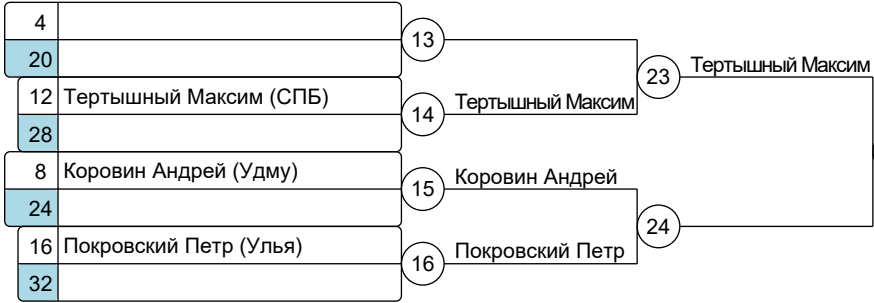 4
13
20
23
Тертышный Максим
12 Тертышный Максим (СПБ)
14
Тертышный Максим
28
8 Коровин Андрей (Удму)
15
Коровин Андрей
24
24
16 Покровский Петр (Улья)
16
Покровский Петр
32